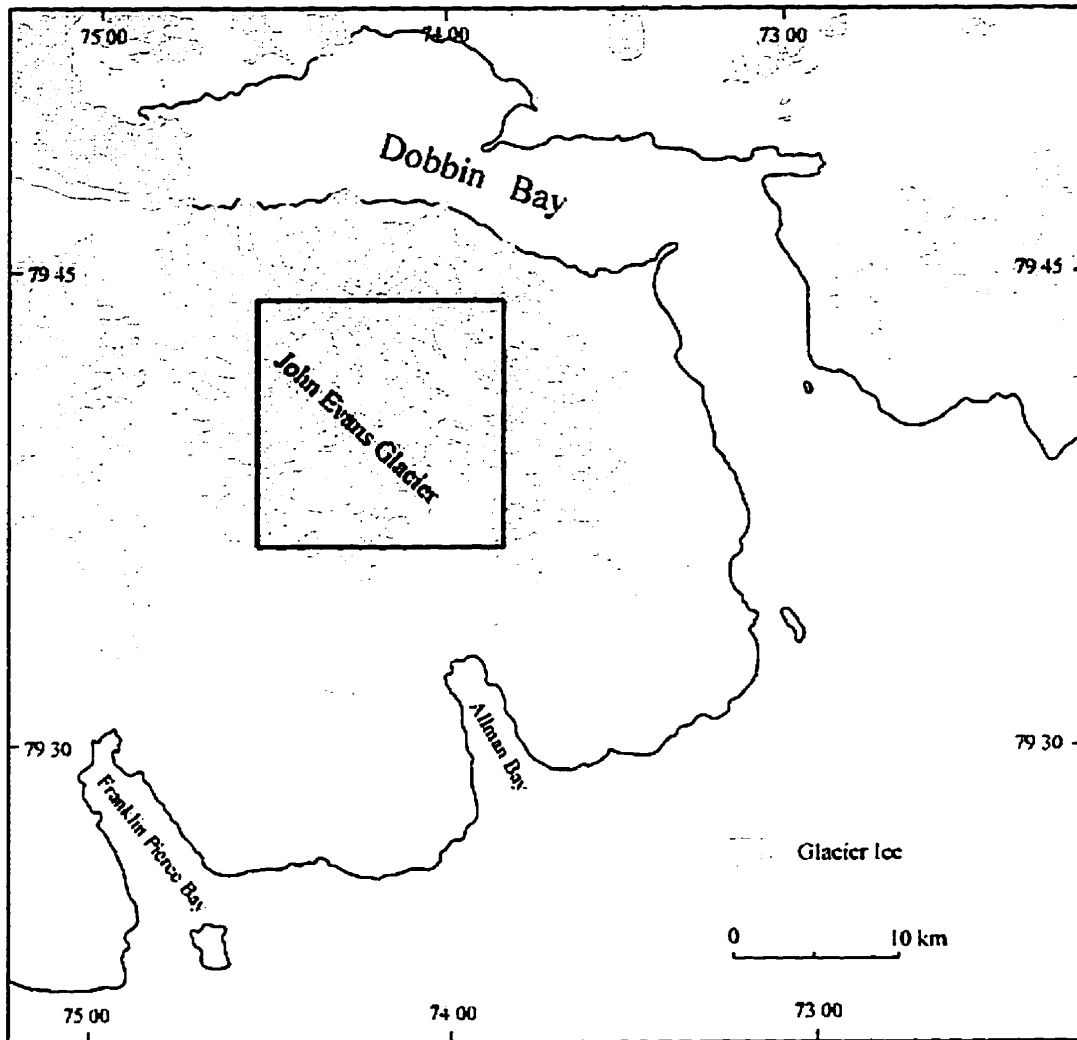 75 00
74 00
73 00
Dobbin Bay
79 45
79 45
John Evans Glacier
79 30
Allman Bay
79 30
Franklin Pierce Bay
Glacier Ice
0
10 km
75 00
74 00
73 00